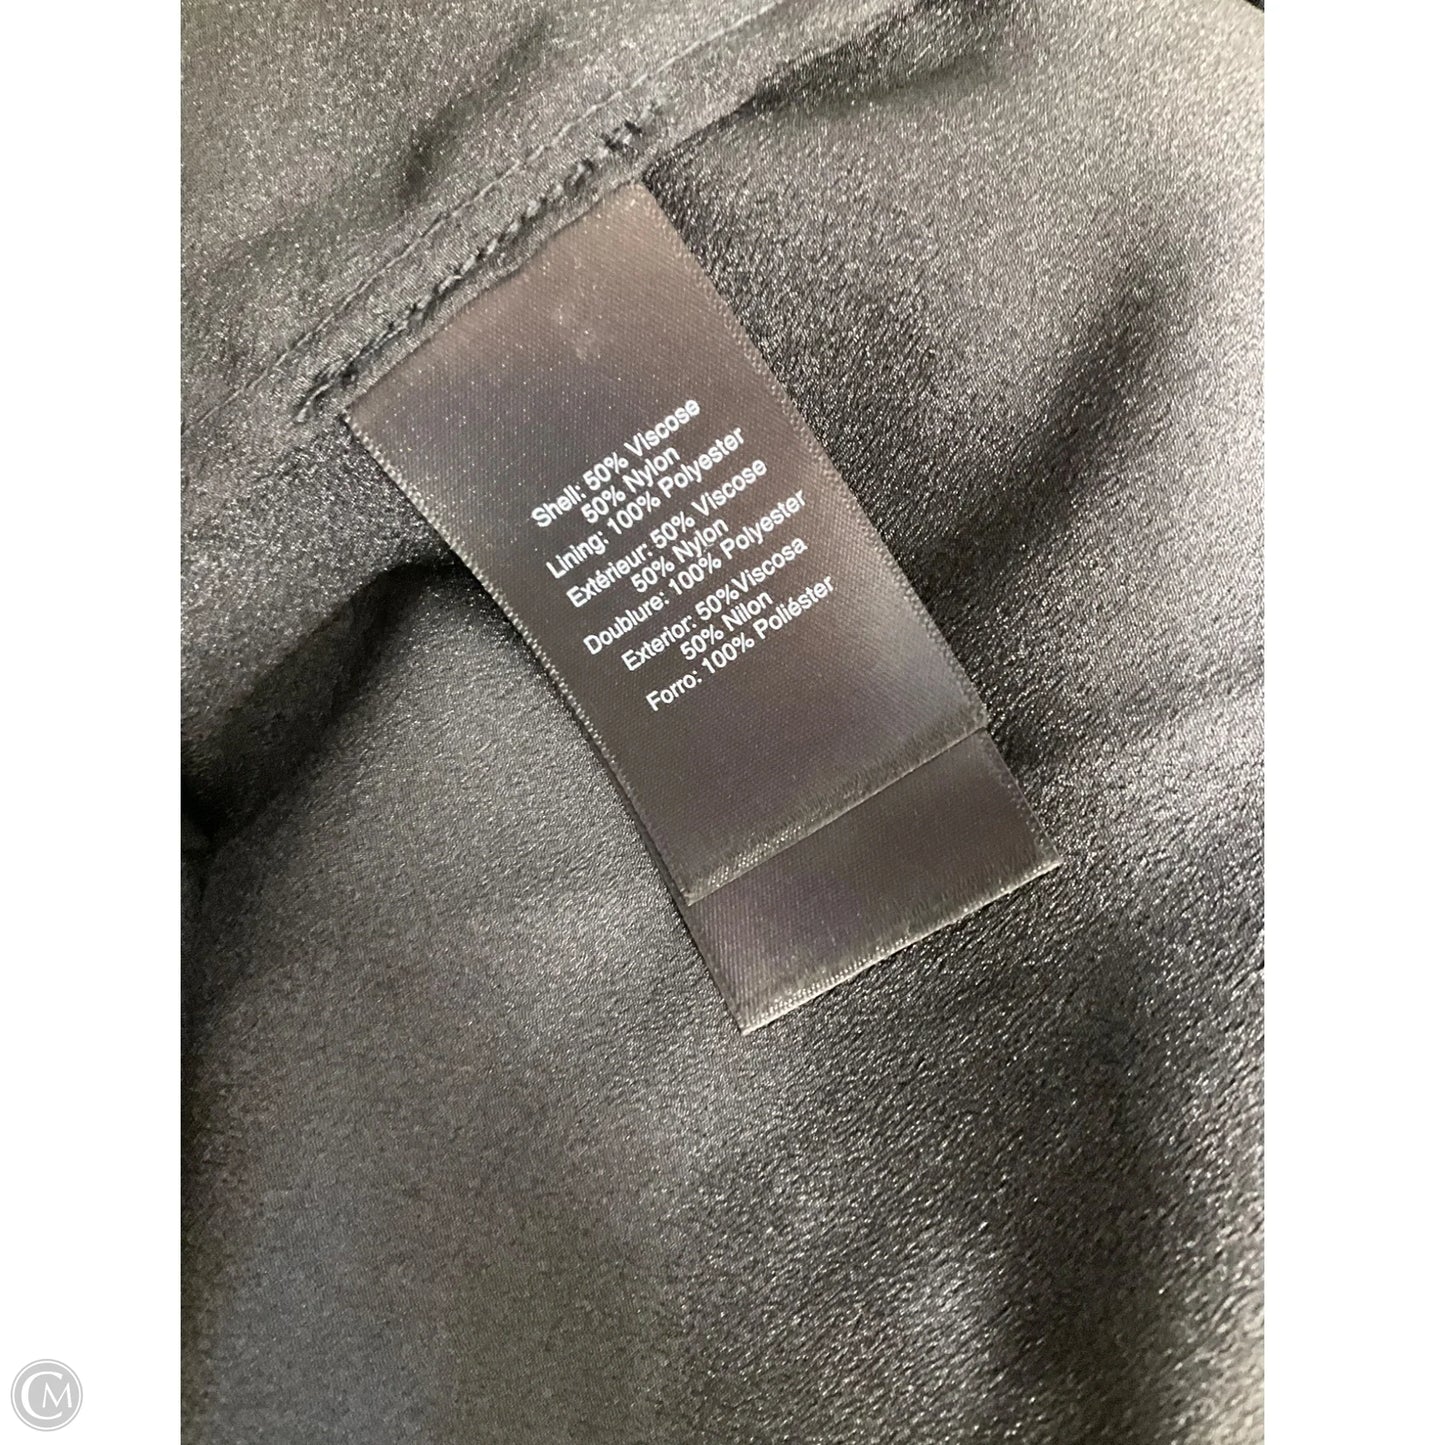 Shell: 50% Viscose
50% Nylon
Lining: 100% Polyester
Extérieur: 50% Viscose
50% Nylon
Doublure: 100% Polyester
Exterior: 50%Viscosa
50% Nilon
Forro: 100% Poliéster
CM